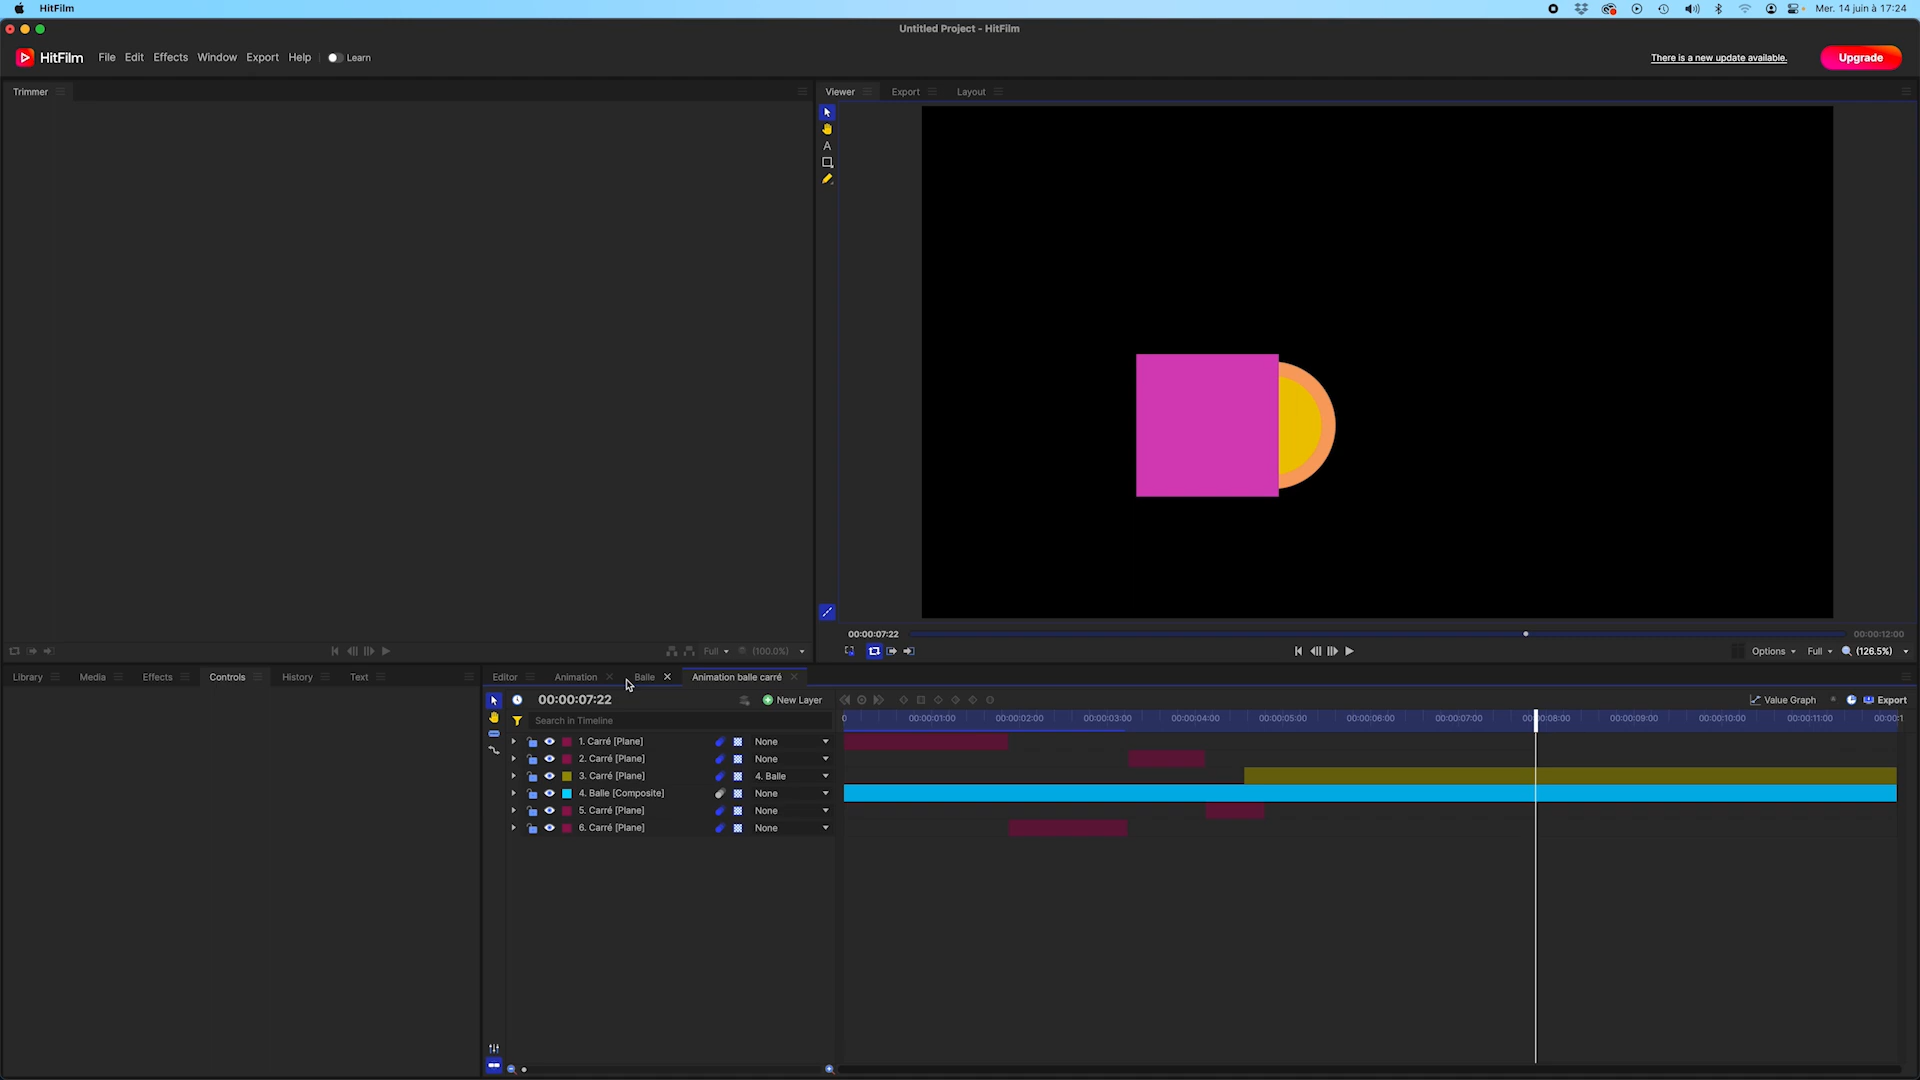 HitFilm
Mer. 14 juin à 17:24
Untitled Project - HitFilm
HitFilm File Edit Effects Window Export Help Learn
There is a new update available.
Upgrade
Trimmer
Viewer Export Layout
A
00:00:07:22
00:00:12:00
Full (100.0%)
Options Full (126.5%)
Library Media Effects Controls History Text
Editor Animation Balle Animation balle carré
00:00:07:22
New Layer
Value Graph
Export
Search in Timeline
0 00:00:01:00 00:00:02:00 00:00:03:00 00:00:04:00 00:00:05:00 00:00:06:00 00:00:07:00 00:00:08:00 00:00:09:00 00:00:10:00 00:00:11:00 00:00:1
1. Carré [Plane] None
2. Carré [Plane] None
3. Carré [Plane] 4. Balle
4. Balle [Composite] None
5. Carré [Plane] None
6. Carré [Plane] None